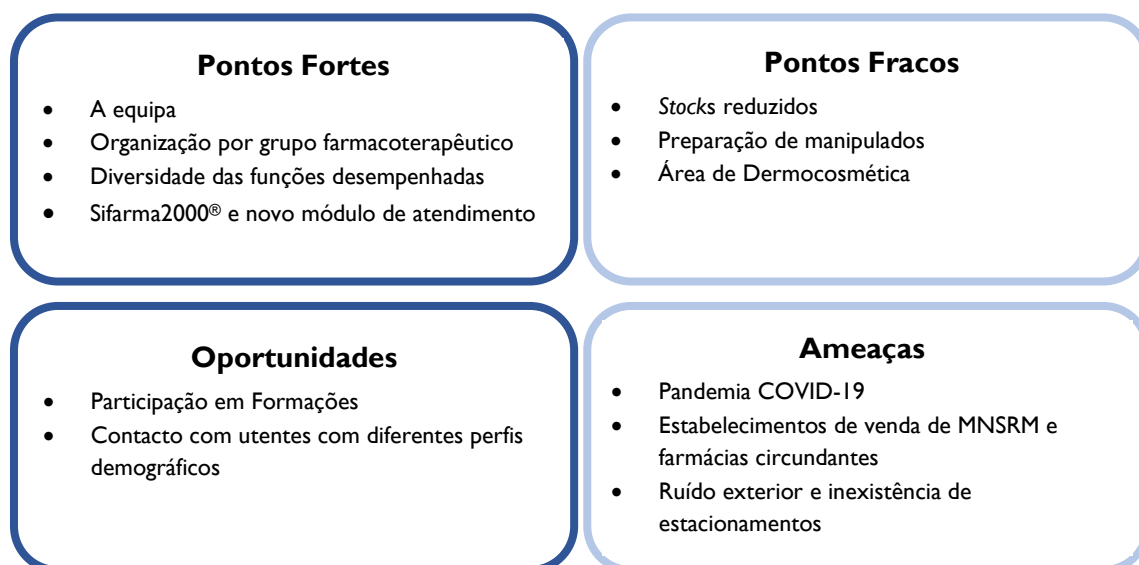 Pontos Fortes
• A equipa
• Organização por grupo farmacoterapêutico
• Diversidade das funções desempenhadas
• Sifarma2000® e novo módulo de atendimento
Pontos Fracos
• Stocks reduzidos
• Preparação de manipulados
• Área de Dermocosmética
Oportunidades
• Participação em Formações
• Contacto com utentes com diferentes perfis
demográficos
Ameaças
• Pandemia COVID-19
• Estabelecimentos de venda de MNSRM e
farmácias circundantes
• Ruído exterior e inexistência de
estacionamentos